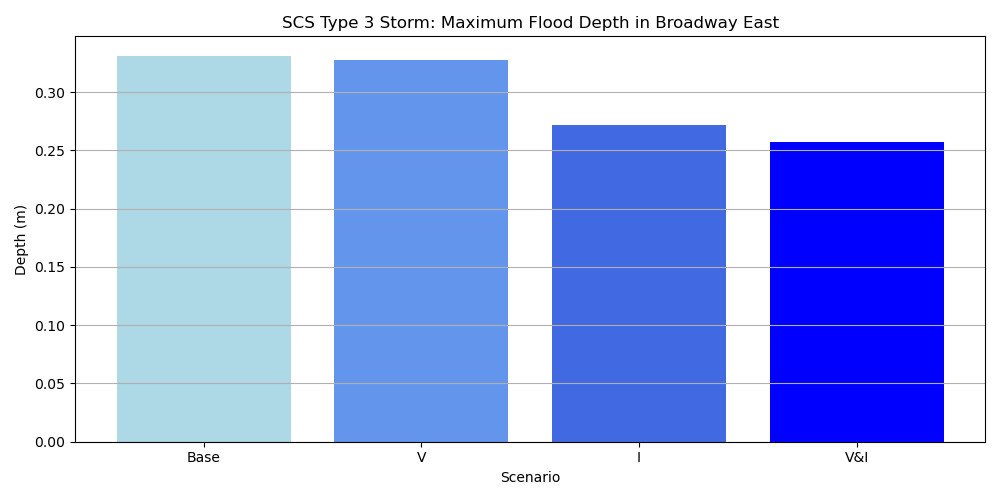 SCS Type 3 Storm: Maximum Flood Depth in Broadway East
Depth (m)
0.30
0.25
0.20
0.15
0.10
0.05
0.00
Base V I V&I
Scenario